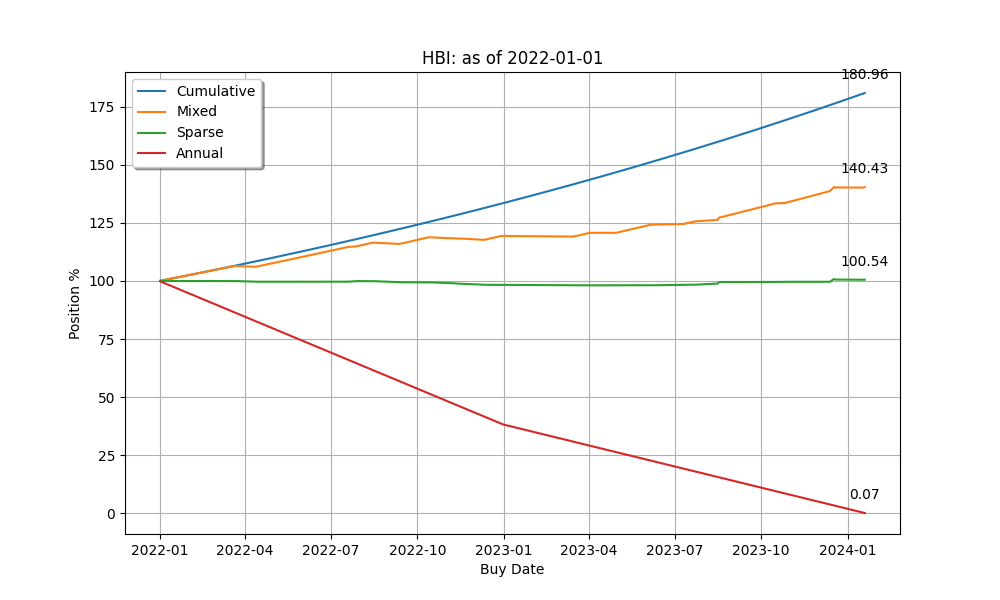 HBI: as of 2022-01-01
180.96
Cumulative
Mixed
Sparse
Annual
175
140.43
150
125
100.54
100
75
50
25
0.07
0
Position %
2022-01 2022-04 2022-07 2022-10 2023-01 2023-04 2023-07 2023-10 2024-01
Buy Date